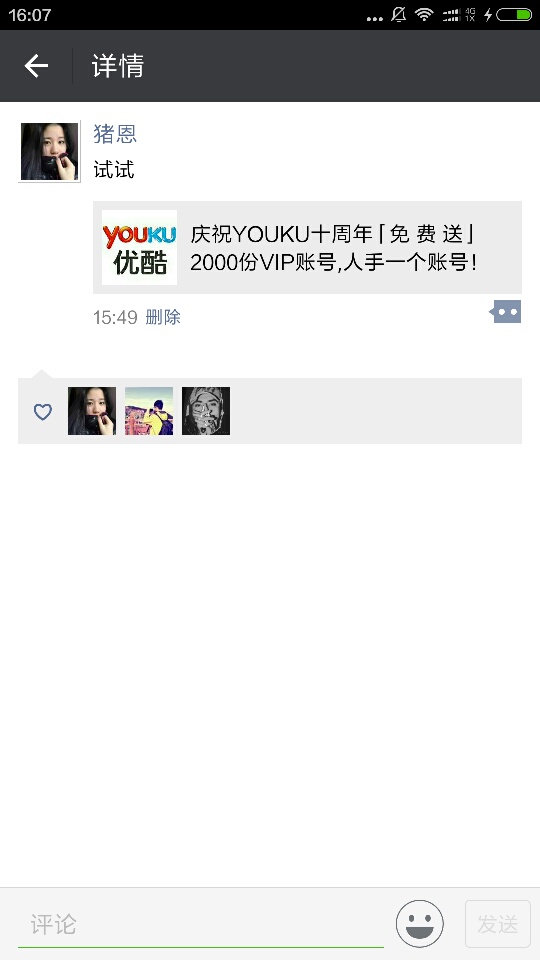 16:07
4G
1X
详情
猪恩
试试
YOUKU
优酷
庆祝YOUKU十周年「免 费 送」
2000份VIP账号,人手一个账号!
15:49 删除
评论
发送